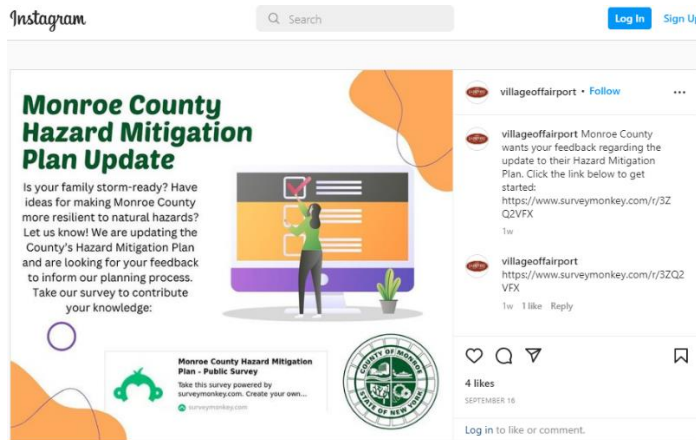 Instagram
Search
Log In
Sign U
Monroe County
Hazard Mitigation
Plan Update
Is your family storm-ready? Have
ideas for making Monroe County
more resilient to natural hazards?
Let us know! We are updating the
County's Hazard Mitigation Plan
and are looking for your feedback
to inform our planning process.
Take our survey to contribute
your knowledge:
Monroe County Hazard Mitigation
Plan - Public Survey
Take this survey powered by
surveymonkey.com. Create your own...
surveymonkey.com
COUNTY OF MONROE
STATE OF NEW YORK
villageoffairport • Follow
villageoffairport Monroe County
wants your feedback regarding the
update to their Hazard Mitigation
Plan. Click the link below to get
started:
https://www.surveymonkey.com/r/3Z
Q2VFX
1w
villageoffairport
https://www.surveymonkey.com/r/3ZQ2
VFX
1w 1 like Reply
4 likes
SEPTEMBER 16
Log in to like or comment.